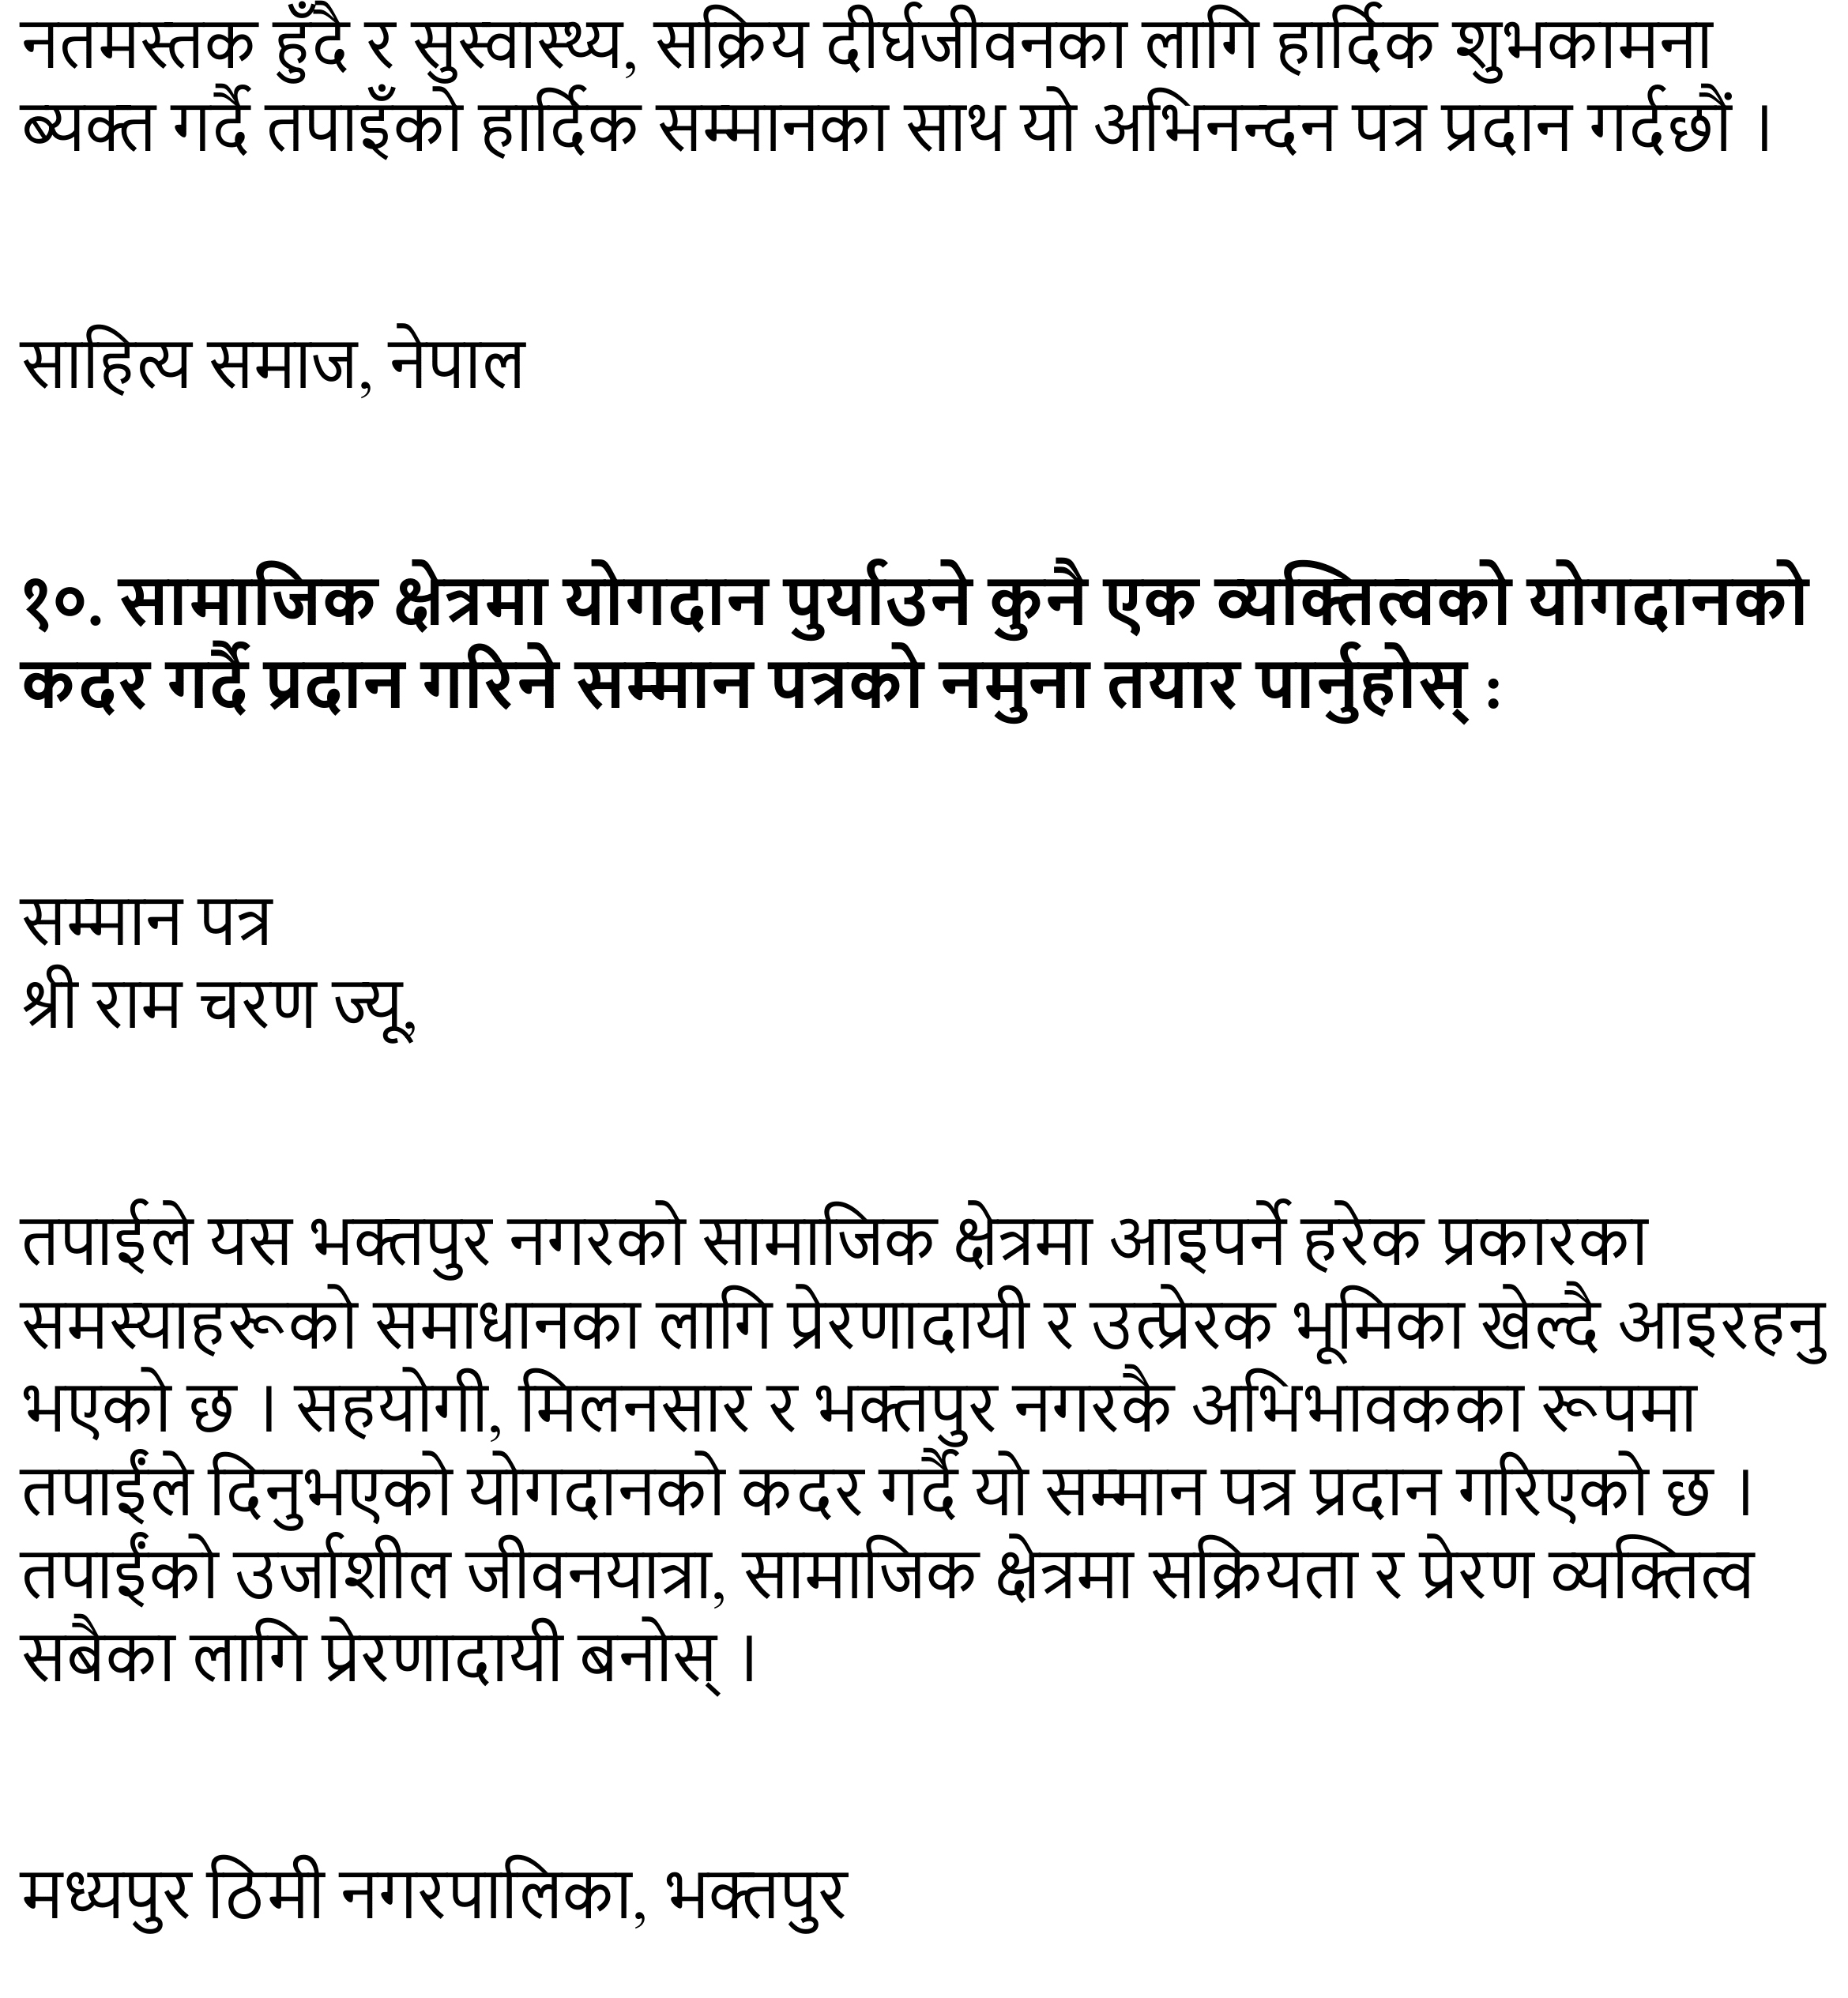 नतमस्तक हुँदै र सुस्वास्थ्य, सक्रिय दीर्घजीवनका लागि हार्दिक शुभकामना
ब्यक्त गर्दै तपाइँको हार्दिक सम्मानका साथ यो अभिनन्दन पत्र प्रदान गर्दछौं ।
साहित्य समाज, नेपाल
१०. सामाजिक क्षेत्रमा योगदान पुर्याउने कुनै एक व्यक्तित्वको योगदानको
कदर गर्दै प्रदान गरिने सम्मान पत्रको नमुना तयार पार्नुहोस् :
सम्मान पत्र
श्री राम चरण ज्यू,
तपाईले यस भक्तपुर नगरको सामाजिक क्षेत्रमा आइपर्ने हरेक प्रकारका
समस्याहरूको समाधानका लागि प्रेरणादायी र उत्प्रेरक भूमिका खेल्दै आइरहनु
भएको छ । सहयोगी, मिलनसार र भक्तपुर नगरकै अभिभावकका रूपमा
तपाईंले दिनुभएको योगदानको कदर गर्दै यो सम्मान पत्र प्रदान गरिएको छ ।
तपाईंको उर्जाशील जीवनयात्रा, सामाजिक क्षेत्रमा सक्रियता र प्रेरण व्यक्तित्व
सबैका लागि प्रेरणादायी बनोस् ।
मध्यपुर ठिमी नगरपालिका, भक्तपुर